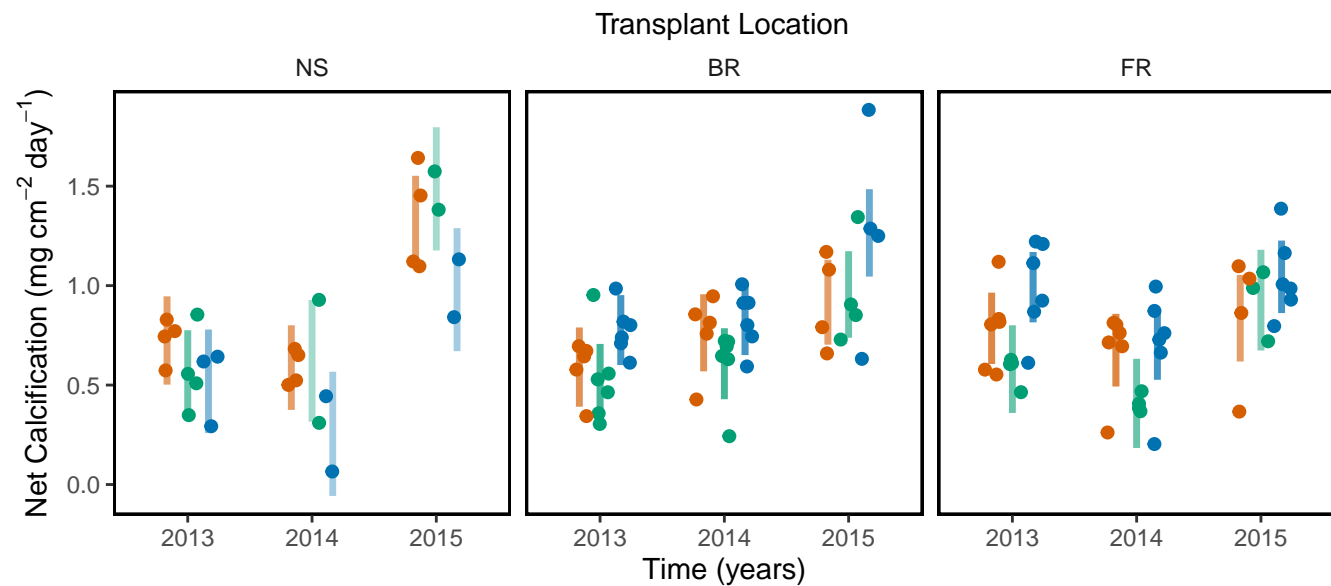 Transplant Location
NS BR FR
Net Calcification (mg cm⁻² day⁻¹)
1.5
1.0
0.5
0.0
2013 2014 2015 2013 2014 2015 2013 2014 2015
Time (years)